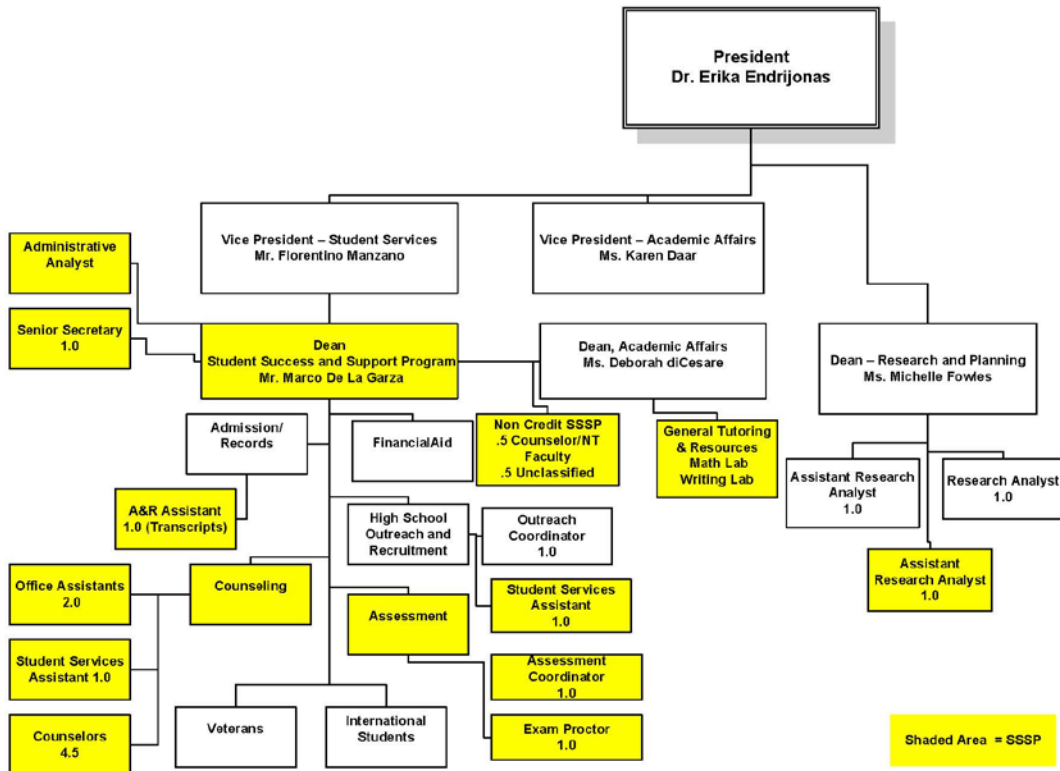 President
Dr. Erika Endrijonas
Vice President – Student Services
Mr. Florentino Manzano
Vice President – Academic Affairs
Ms. Karen Daar
Administrative
Analyst
Senior Secretary
1.0
Dean
Student Success and Support Program
Mr. Marco De La Garza
Dean, Academic Affairs
Ms. Deborah diCesare
Dean – Research and Planning
Ms. Michelle Fowles
Admission/
Records
FinancialAid
Non Credit SSSP
.5 Counselor/NT
Faculty
.5 Unclassified
General Tutoring
& Resources
Math Lab
Writing Lab
Assistant Research
Analyst
1.0
Research Analyst
1.0
A&R Assistant
1.0 (Transcripts)
High School
Outreach and
Recruitment
Outreach
Coordinator
1.0
Assistant
Research Analyst
1.0
Office Assistants
2.0
Counseling
Assessment
Student Services
Assistant
1.0
Student Services
Assistant 1.0
Assessment
Coordinator
1.0
Counselors
4.5
Veterans
International
Students
Exam Proctor
1.0
Shaded Area = SSSP